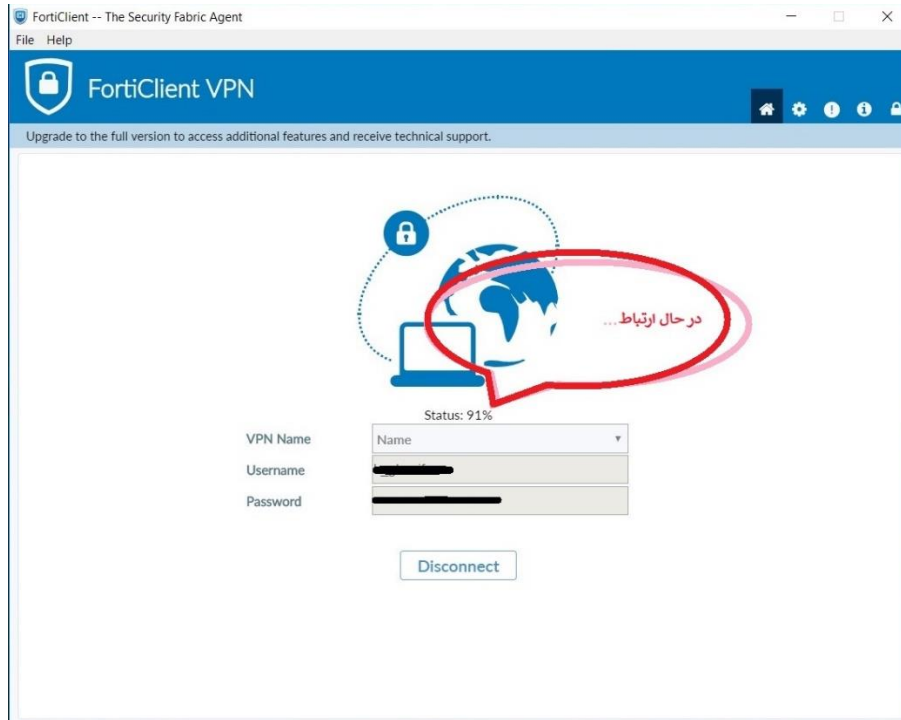 FortiClient -- The Security Fabric Agent
File Help
FortiClient VPN
Upgrade to the full version to access additional features and receive technical support.
در حال ارتباط...
Status: 91%
VPN Name Name
Username
Password
Disconnect